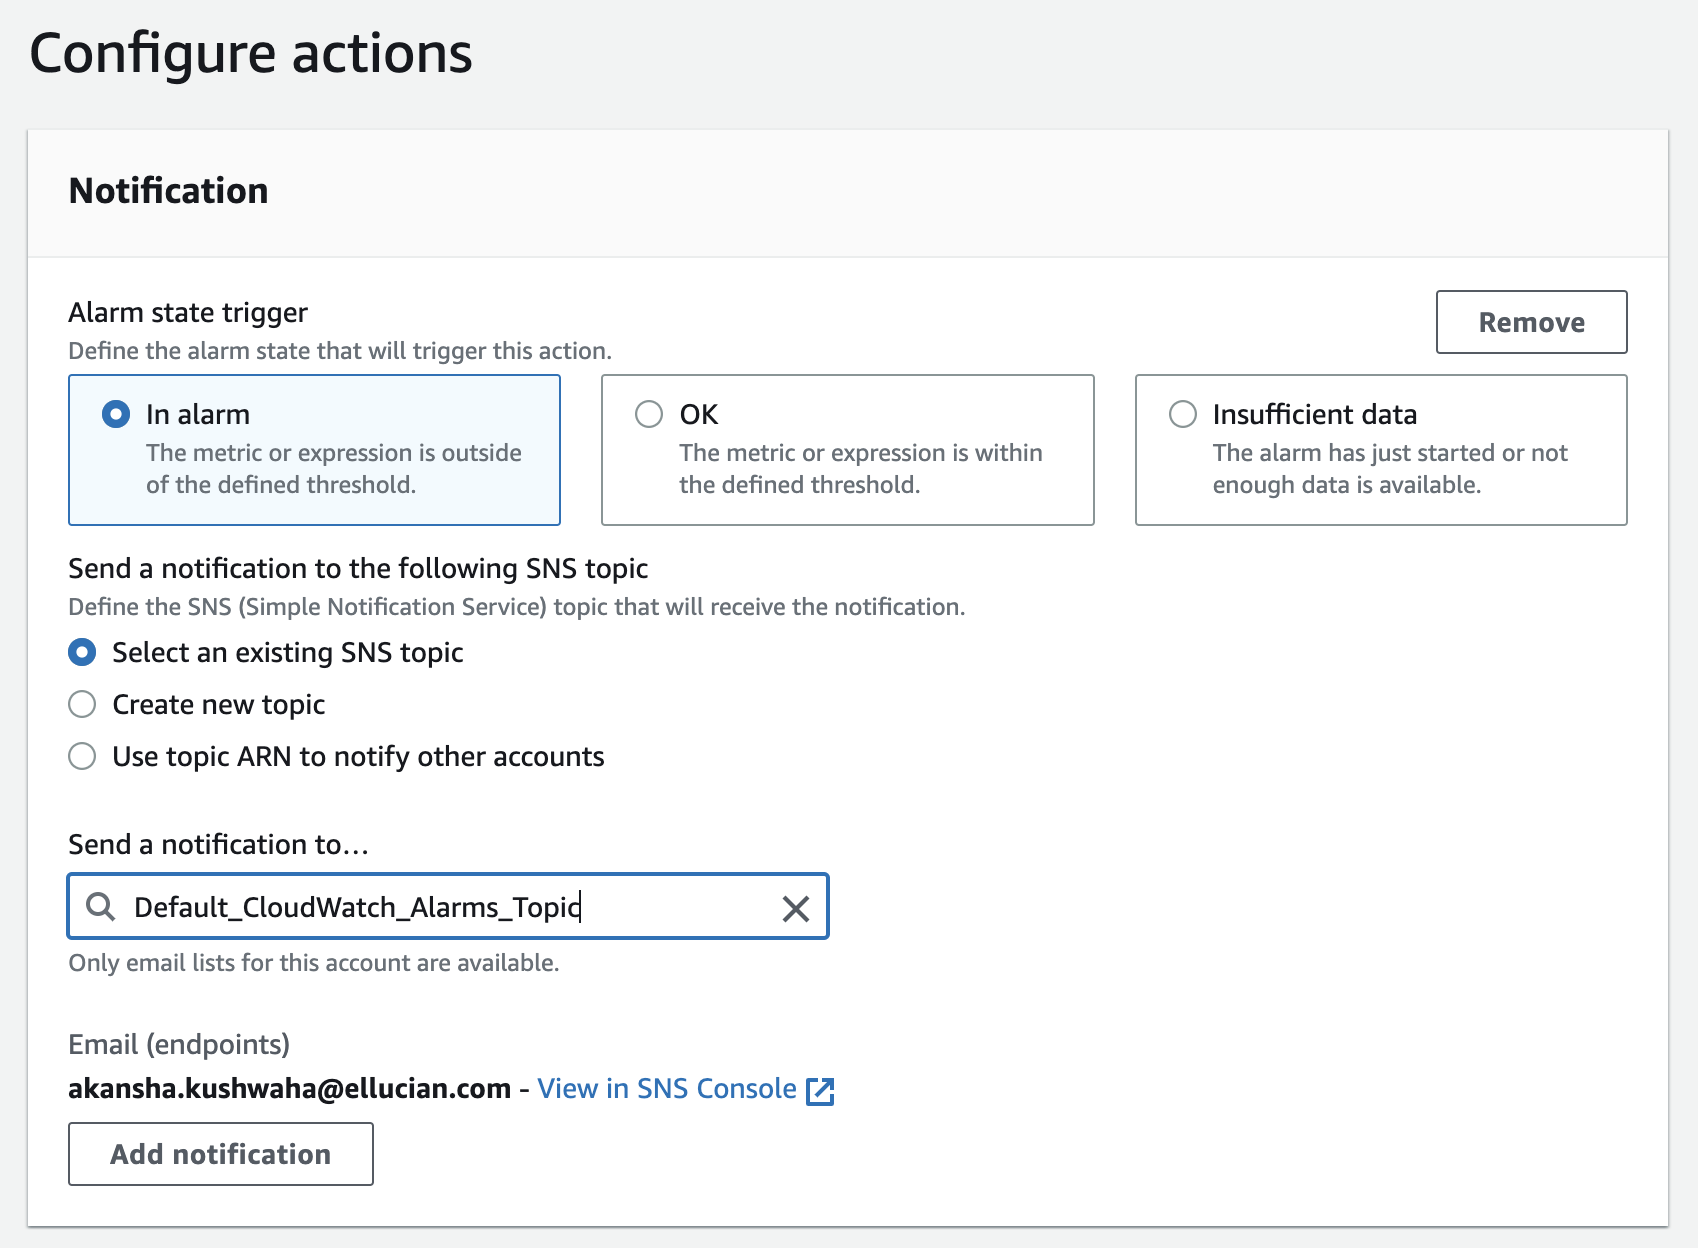 Configure actions
Notification
Alarm state trigger
Remove
Define the alarm state that will trigger this action.
In alarm
The metric or expression is outside
of the defined threshold.
OK
The metric or expression is within
the defined threshold.
Insufficient data
The alarm has just started or not
enough data is available.
Send a notification to the following SNS topic
Define the SNS (Simple Notification Service) topic that will receive the notification.
Select an existing SNS topic
Create new topic
Use topic ARN to notify other accounts
Send a notification to…
Default_CloudWatch_Alarms_Topic
Only email lists for this account are available.
Email (endpoints)
akansha.kushwaha@ellucian.com - View in SNS Console
Add notification